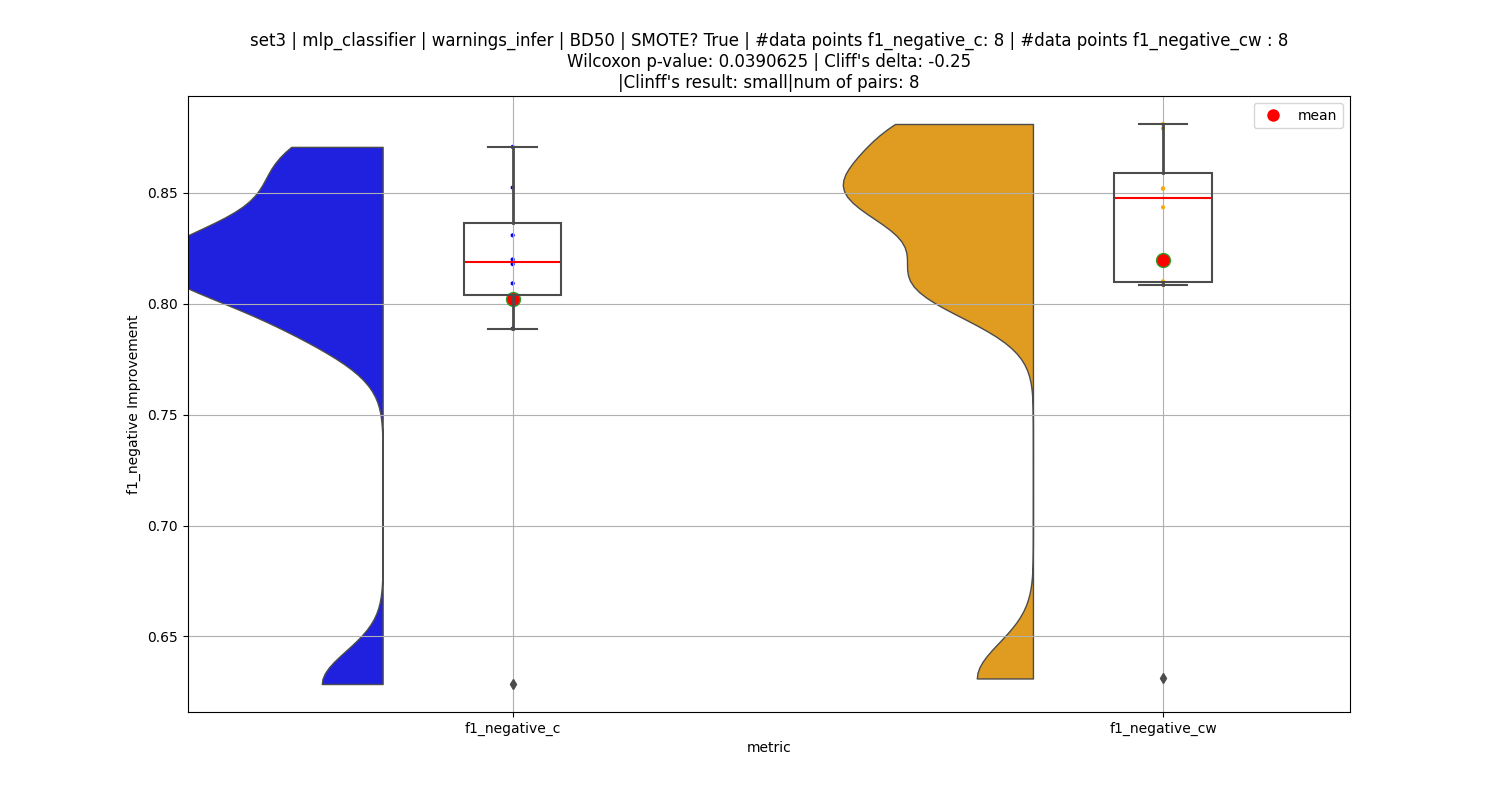 set3 | mlp_classifier | warnings_infer | BD50 | SMOTE? True | #data points f1_negative_c: 8 | #data points f1_negative_cw : 8
Wilcoxon p-value: 0.0390625 | Cliff's delta: -0.25
|Clinff's result: small|num of pairs: 8
mean
0.85
0.80
0.75
0.70
0.65
f1_negative Improvement
f1_negative_c
f1_negative_cw
metric